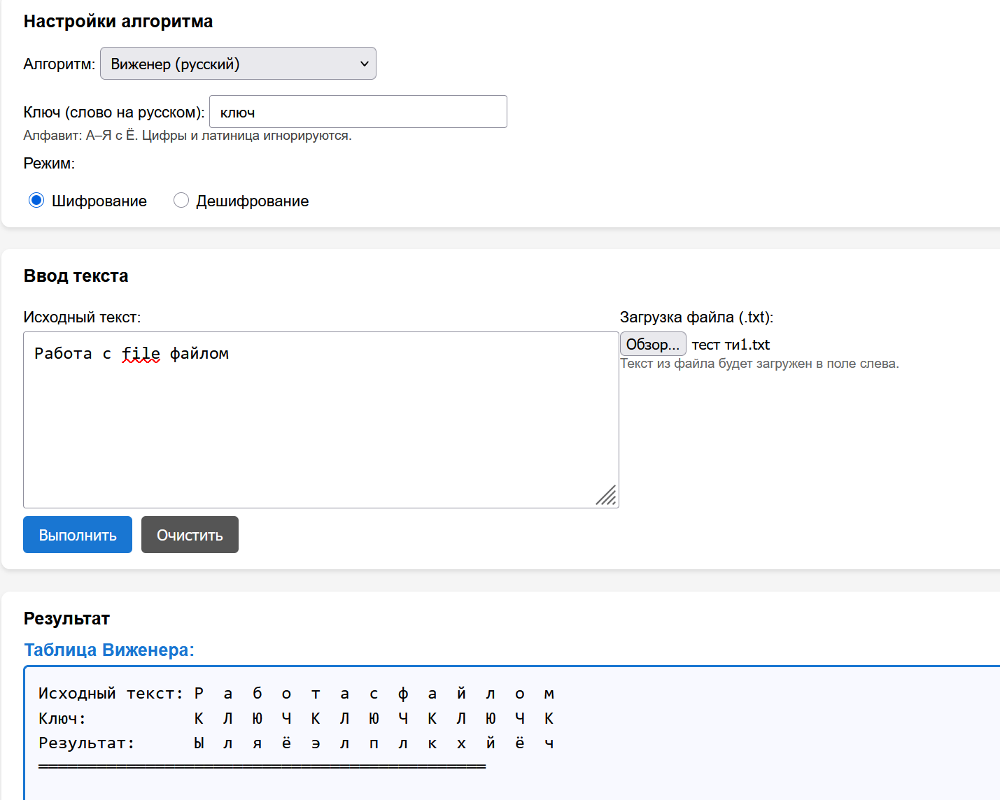 Настройки алгоритма
Алгоритм: Виженер (русский)
Ключ (слово на русском): ключ
Алфавит: А–Я с Ё. Цифры и латиница игнорируются.
Режим:
Шифрование Дешифрование
Ввод текста
Исходный текст:
Работа с file файлом
Загрузка файла (.txt):
Обзор... тест ти1.txt
Текст из файла будет загружен в поле слева.
Выполнить Очистить
Результат
Таблица Виженера:
Исходный текст: Р а б о т а с ф а й л о м
Ключ: К Л Ю Ч К Л Ю Ч К Л Ю Ч К
Результат: Ы л я ё э л п л к х й ё ч